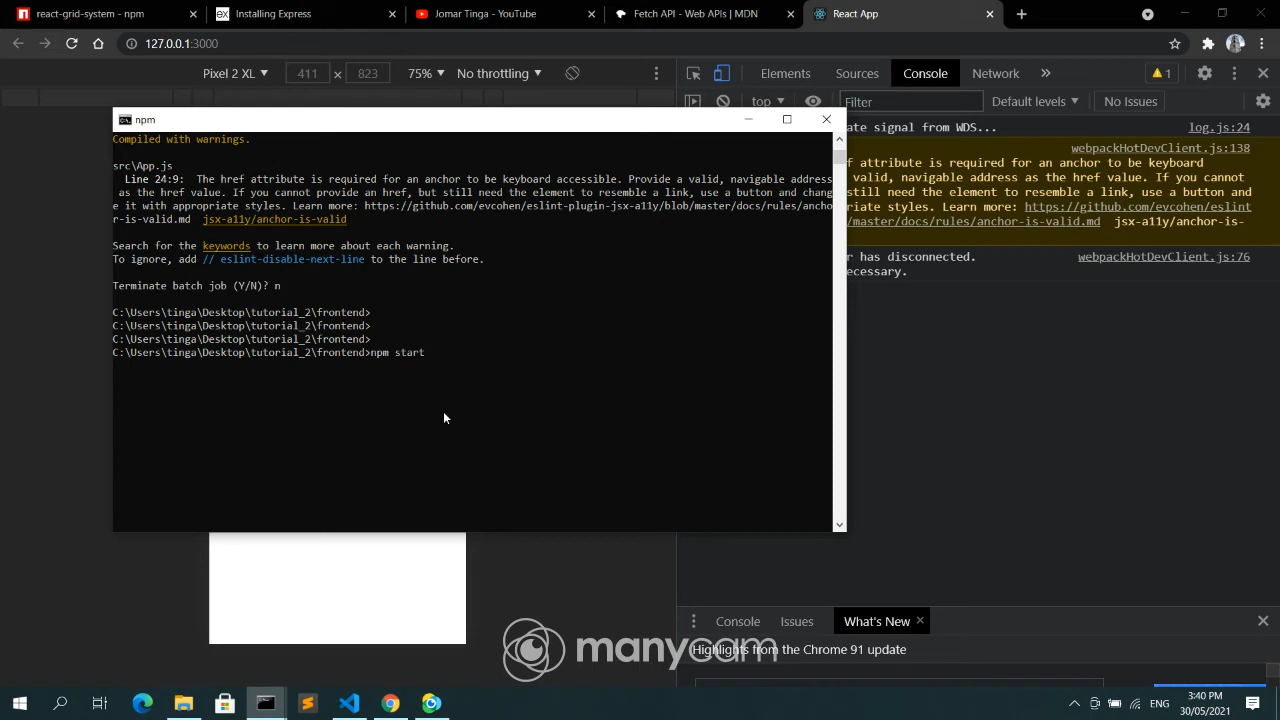 react-grid-system - npm
Installing Express
Jomar Tinga - YouTube
Fetch API - Web APIs | MDN
React App
127.0.0.1:3000
Pixel 2 XL
411 × 823
75%
No throttling
Elements
Sources
Console
Network
1
top
Filter
Default levels
No Issues
npm
Compiled with warnings.
src\App.js
Line 24:9: The href attribute is required for an anchor to be keyboard accessible. Provide a valid, navigable address
as the href value. If you cannot provide an href, but still need the element to resemble a link, use a button and chang
e it with appropriate styles. Learn more: https://github.com/evcohen/eslint-plugin-jsx-a11y/blob/master/docs/rules/ancho
r-is-valid.md jsx-a11y/anchor-is-valid
Search for the keywords to learn more about each warning.
To ignore, add // eslint-disable-next-line to the line before.
Terminate batch job (Y/N)? n
C:\Users\tinga\Desktop\tutorial_2\frontend>
C:\Users\tinga\Desktop\tutorial_2\frontend>
C:\Users\tinga\Desktop\tutorial_2\frontend>
C:\Users\tinga\Desktop\tutorial_2\frontend>npm start
ate signal from WDS... log.js:24
webpackHotDevClient.js:138
f attribute is required for an anchor to be keyboard
valid, navigable address as the href value. If you cannot
still need the element to resemble a link, use a button and
priate styles. Learn more: https://github.com/evcohen/eslint
/master/docs/rules/anchor-is-valid.md jsx-a11y/anchor-is-
r has disconnected. webpackHotDevClient.js:76
ecessary.
Console
Issues
What's New
Highlights from the Chrome 91 update
manycam
ENG
3:40 PM
30/05/2021